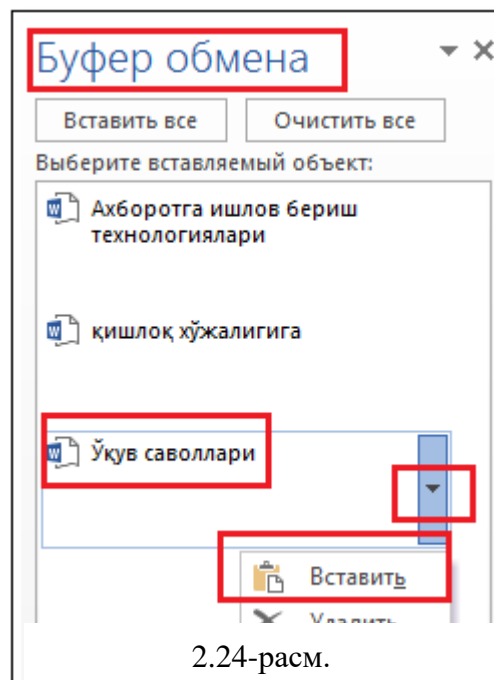 Буфер обмена
Вставить все Очистить все
Выберите вставляемый объект:
Ахборотга ишлов бериш
технологиялари
қишлоқ хўжалигига
Ўқув саволлари
Вставить
Удалить
2.24-расм.